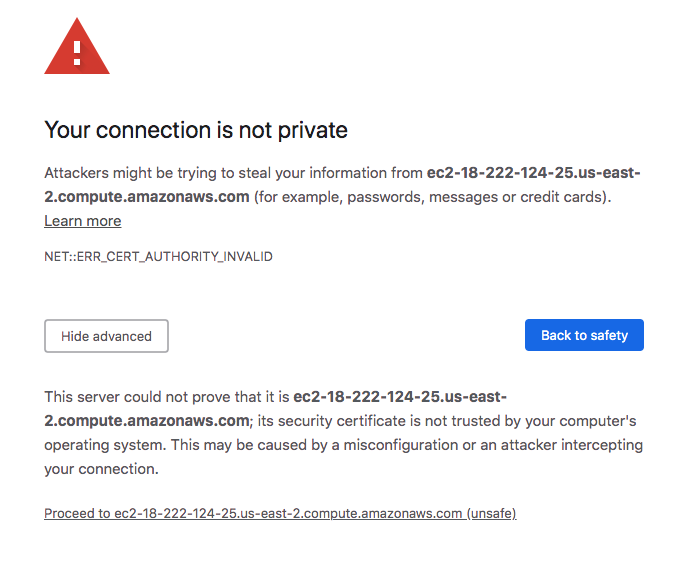 Your connection is not private
Attackers might be trying to steal your information from ec2-18-222-124-25.us-east-
2.compute.amazonaws.com (for example, passwords, messages or credit cards).
Learn more
NET::ERR_CERT_AUTHORITY_INVALID
Hide advanced
Back to safety
This server could not prove that it is ec2-18-222-124-25.us-east-
2.compute.amazonaws.com; its security certificate is not trusted by your computer's
operating system. This may be caused by a misconfiguration or an attacker intercepting
your connection.
Proceed to ec2-18-222-124-25.us-east-2.compute.amazonaws.com (unsafe)